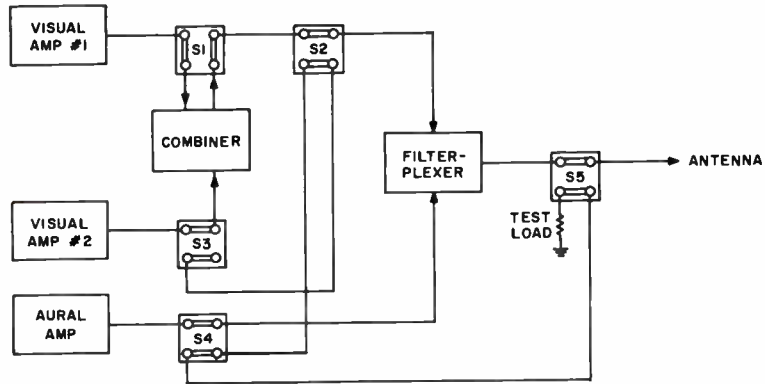 VISUAL
AMP #1
S1
S2
COMBINER
FILTER-
PLEXER
S5
ANTENNA
TEST
LOAD
VISUAL
AMP #2
S3
AURAL
AMP
S4